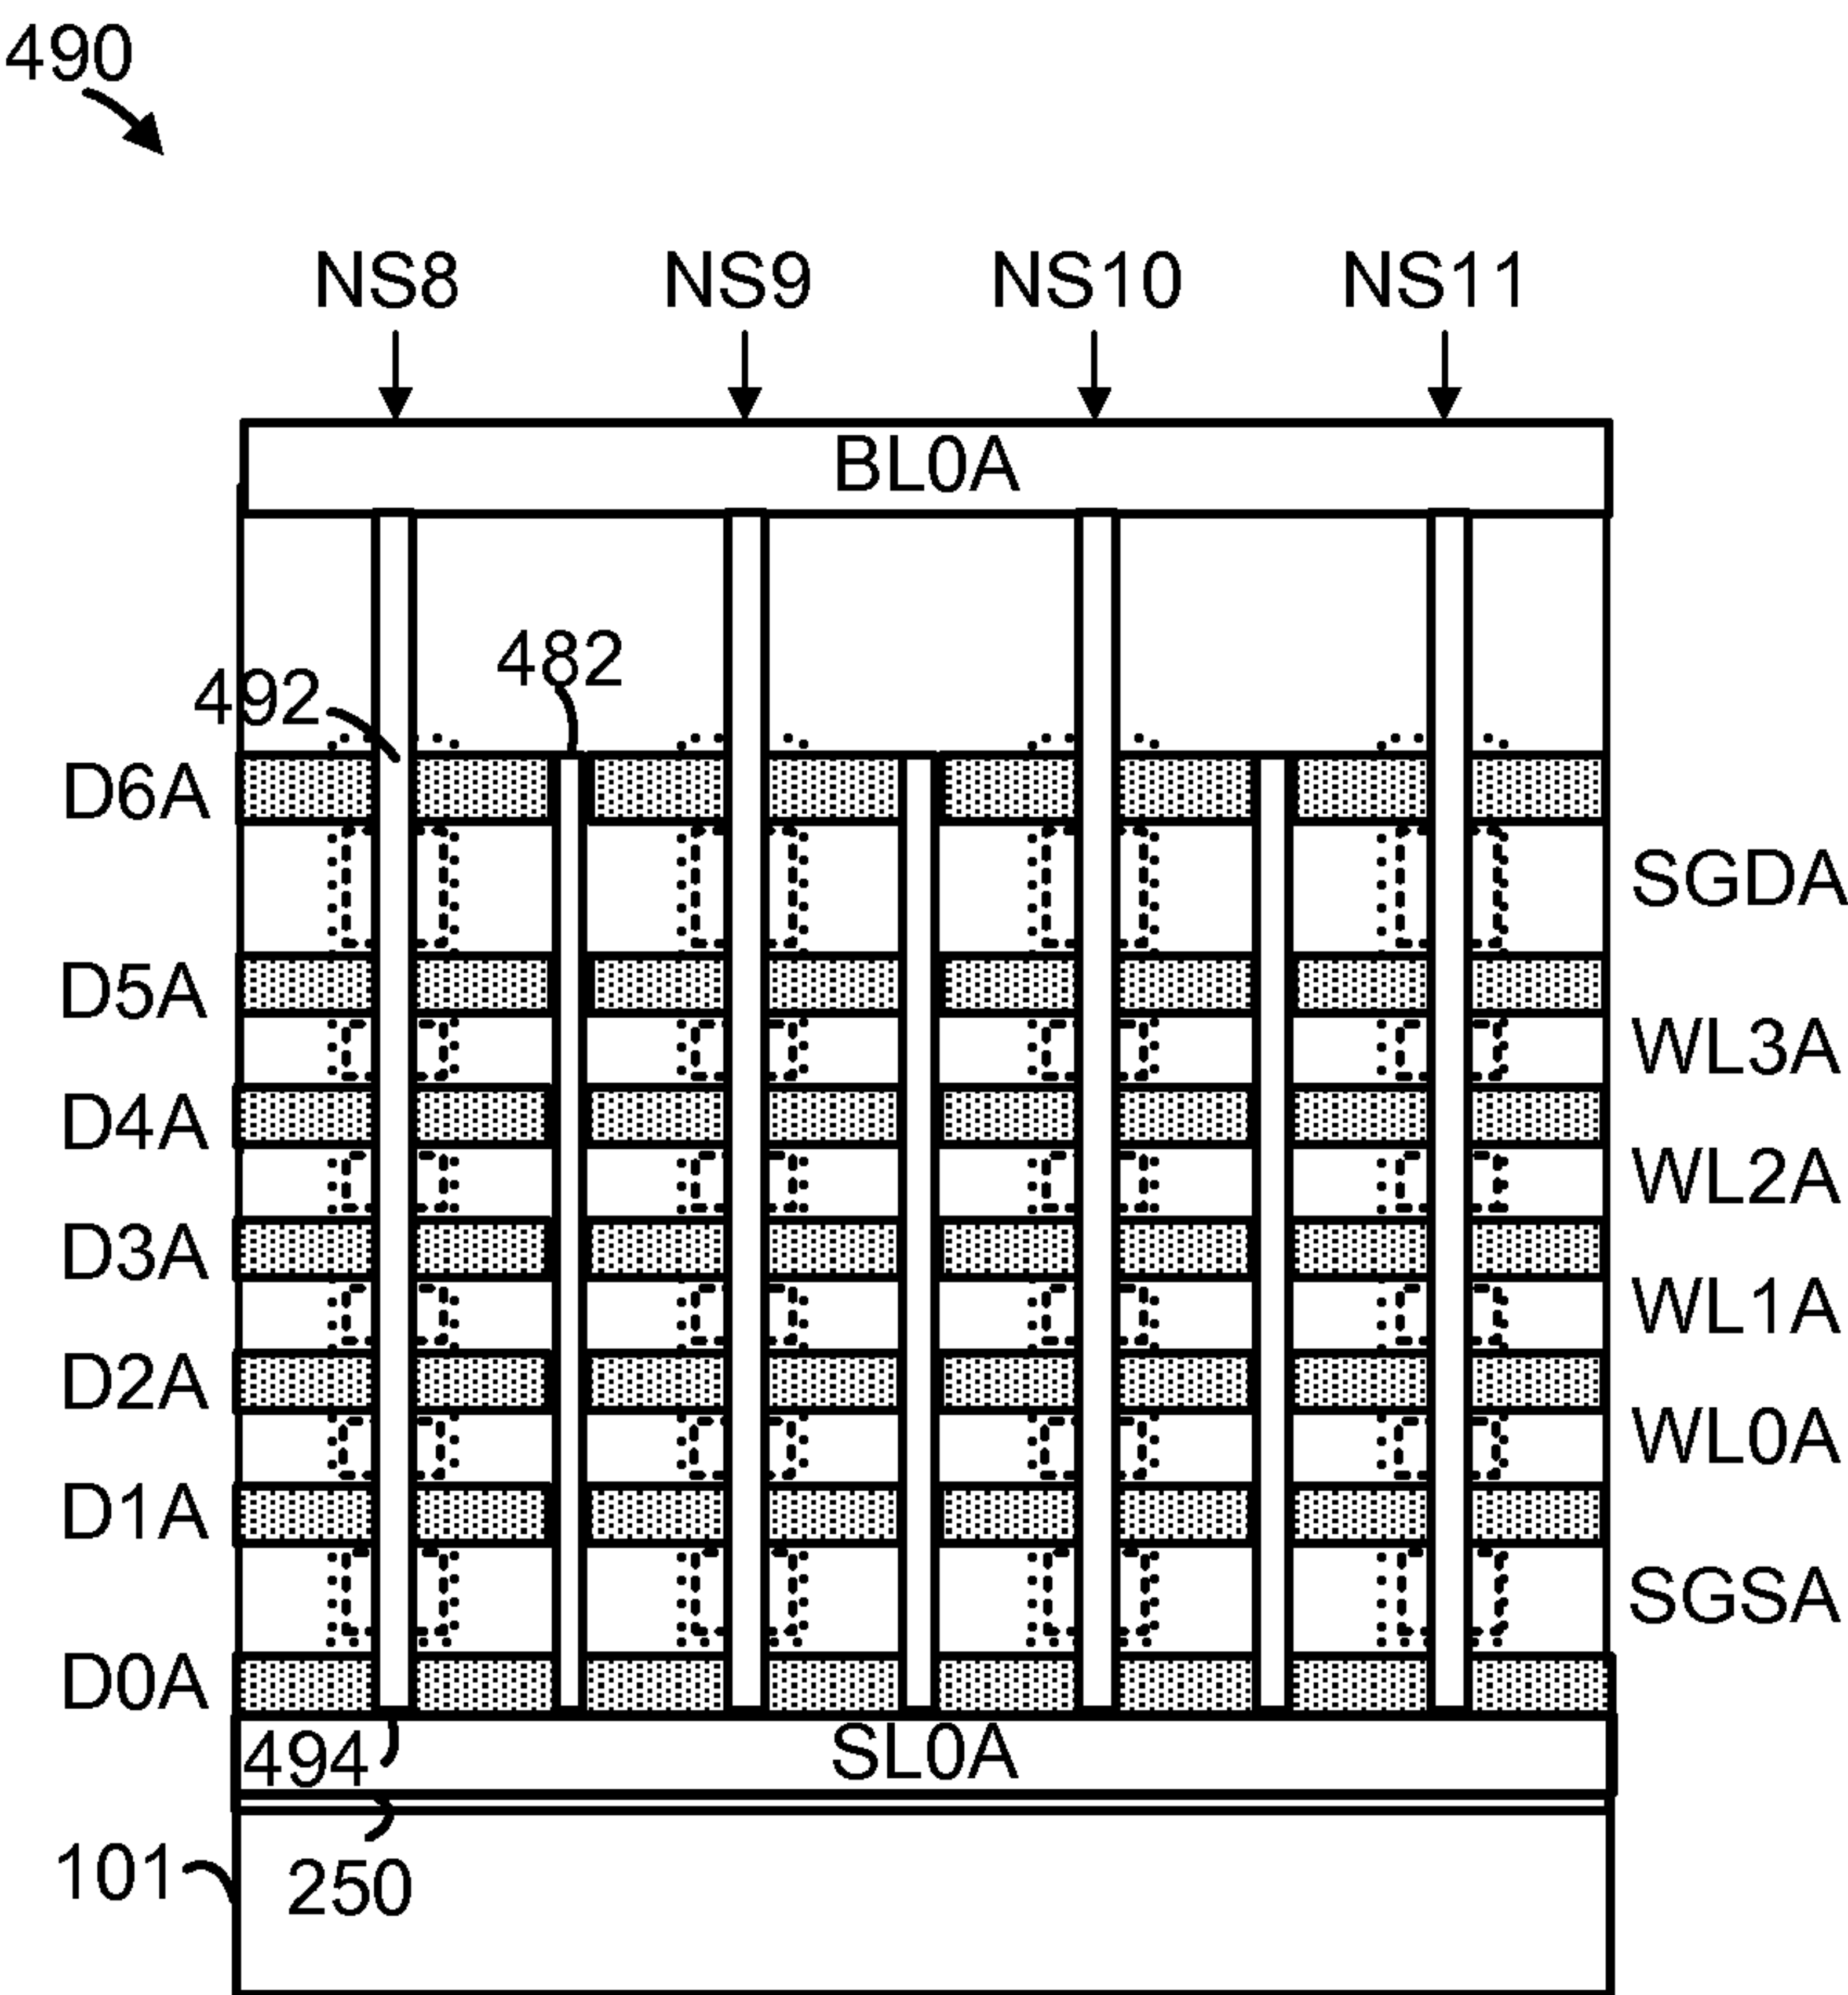 490
NS8 NS9 NS10 NS11
BL0A
482
492
D6A
SGDA
D5A
WL3A
D4A
WL2A
D3A
WL1A
D2A
WL0A
D1A
SGSA
D0A
494 SL0A
101 250